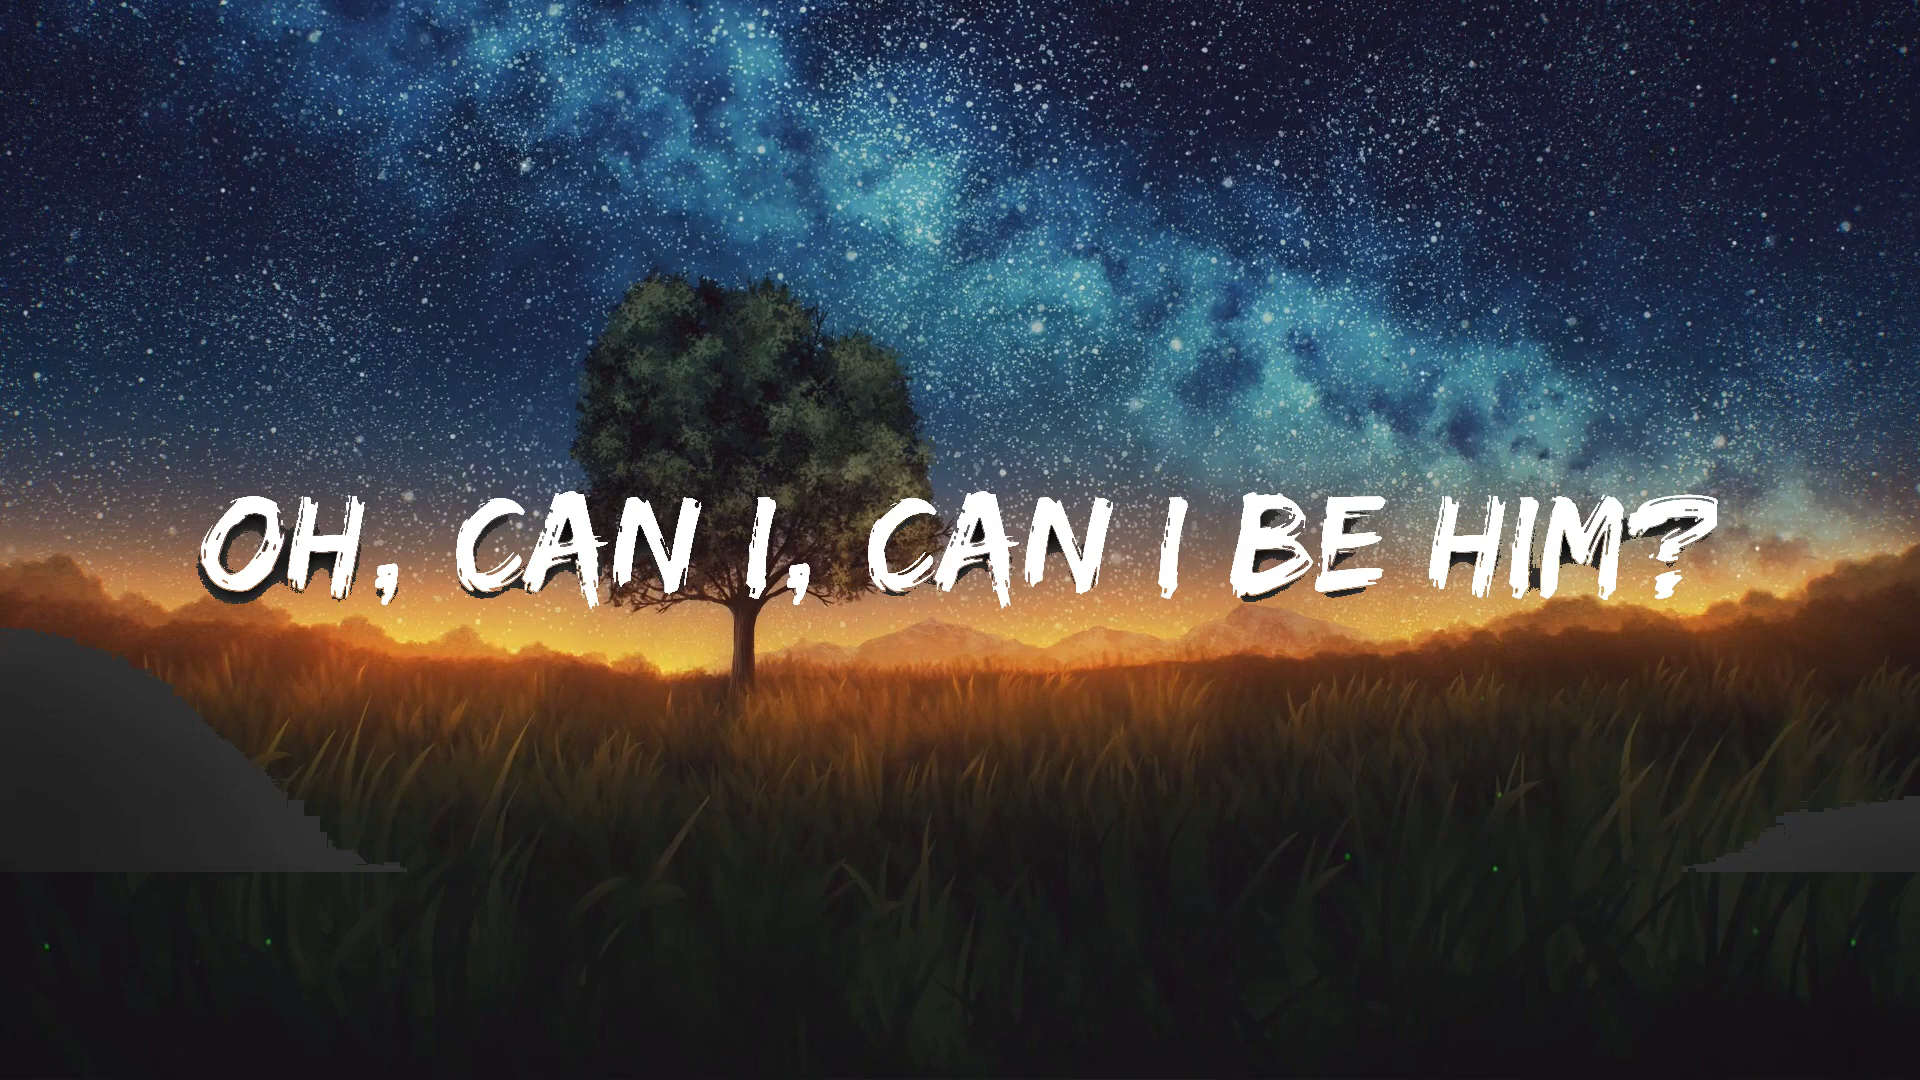 OH, CAN I, CAN I BE HIM?